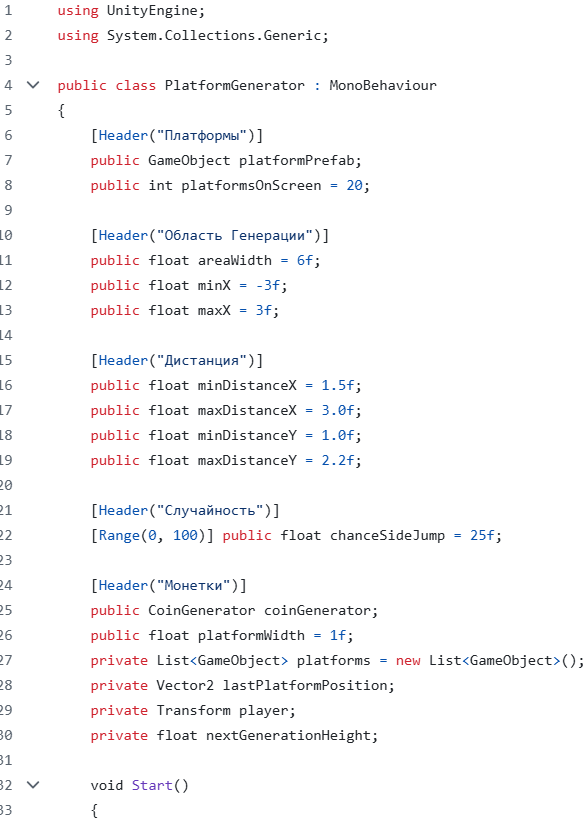 1 using UnityEngine;
2 using System.Collections.Generic;
3
4 public class PlatformGenerator : MonoBehaviour
5 {
6 [Header("Платформы")]
7 public GameObject platformPrefab;
8 public int platformsOnScreen = 20;
9
10 [Header("Область Генерации")]
11 public float areaWidth = 6f;
12 public float minX = -3f;
13 public float maxX = 3f;
14
15 [Header("Дистанция")]
16 public float minDistanceX = 1.5f;
17 public float maxDistanceX = 3.0f;
18 public float minDistanceY = 1.0f;
19 public float maxDistanceY = 2.2f;
20
21 [Header("Случайность")]
22 [Range(0, 100)] public float chanceSideJump = 25f;
23
24 [Header("Монетки")]
25 public CoinGenerator coinGenerator;
26 public float platformWidth = 1f;
27 private List<GameObject> platforms = new List<GameObject>();
28 private Vector2 lastPlatformPosition;
29 private Transform player;
30 private float nextGenerationHeight;
31
32 void Start()
33 {